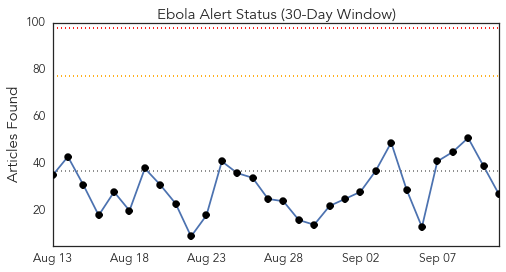 Ebola Alert Status (30-Day Window)
100
80
60
40
20
Articles Found
Aug 13 Aug 18 Aug 23 Aug 28 Sep 02 Sep 07